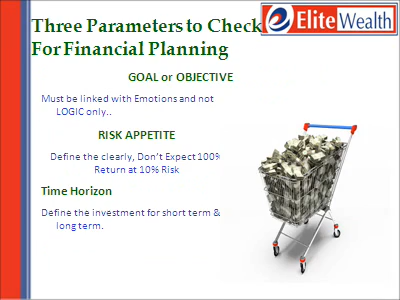 Three Parameters to Check
For Financial Planning
Elite Wealth
GOAL or OBJECTIVE
Must be linked with Emotions and not
LOGIC only..
RISK APPETITE
Define the clearly, Don't Expect 100%
Return at 10% Risk
Time Horizon
Define the investment for short term &
long term.